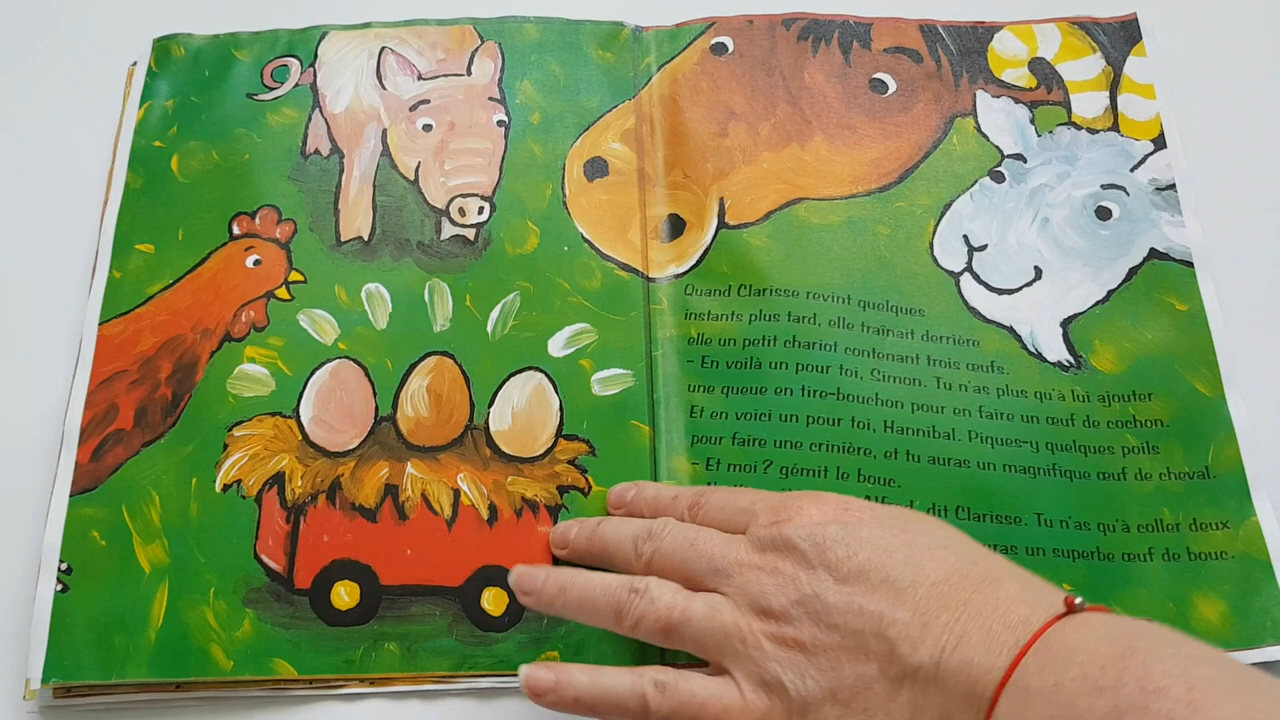 Quand Clarisse revint quelques
instants plus tard, elle traînait derrière
elle un petit chariot contenant trois œufs.
- En voilà un pour toi, Simon. Tu n'as plus qu'à lui ajouter
une queue en tire-bouchon pour en faire un œuf de cochon.
Et en voici un pour toi, Hannibal. Piques-y quelques poils
pour faire une crinière, et tu auras un magnifique œuf de cheval.
- Et moi ? gémit le bouc.
Alfred, dit Clarisse. Tu n'as qu'à coller deux
un superbe œuf de bouc.